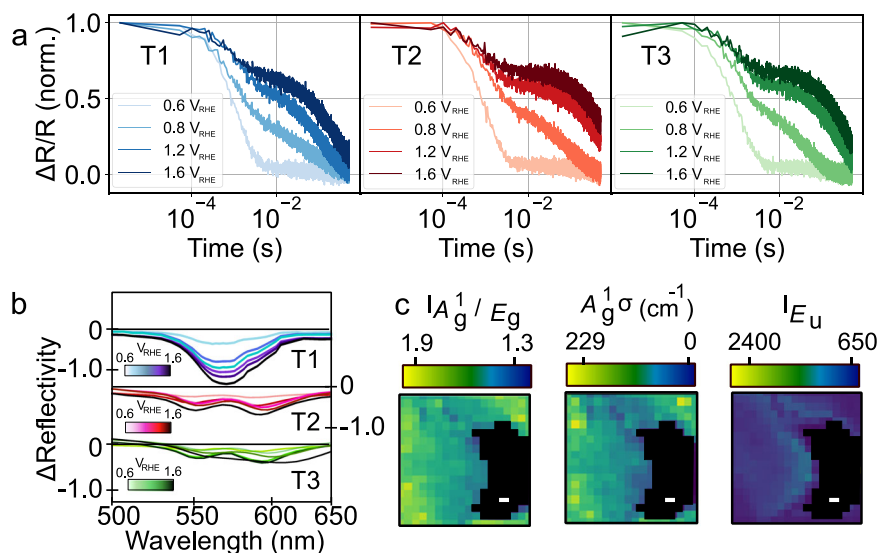 a
ΔR/R (norm.)
1.0
0.5
0.0
T1
0.6 VRHE
0.8 VRHE
1.2 VRHE
1.6 VRHE
T2
0.6 VRHE
0.8 VRHE
1.2 VRHE
1.6 VRHE
T3
0.6 VRHE
0.8 VRHE
1.2 VRHE
1.6 VRHE
10⁻⁴ 10⁻² 10⁻⁴ 10⁻² 10⁻⁴ 10⁻²
Time (s) Time (s) Time (s)
b
ΔReflectivity
0
-1.0
0
-1.0
0
-1.0
VRHE
0.6 1.6
T1
VRHE
0.6 1.6
T2
VRHE
0.6 1.6
T3
500 550 600 650
Wavelength (nm)
c
I A¹g / Eg
1.9 1.3
A¹g σ (cm⁻¹)
229 0
I Eu
2400 650